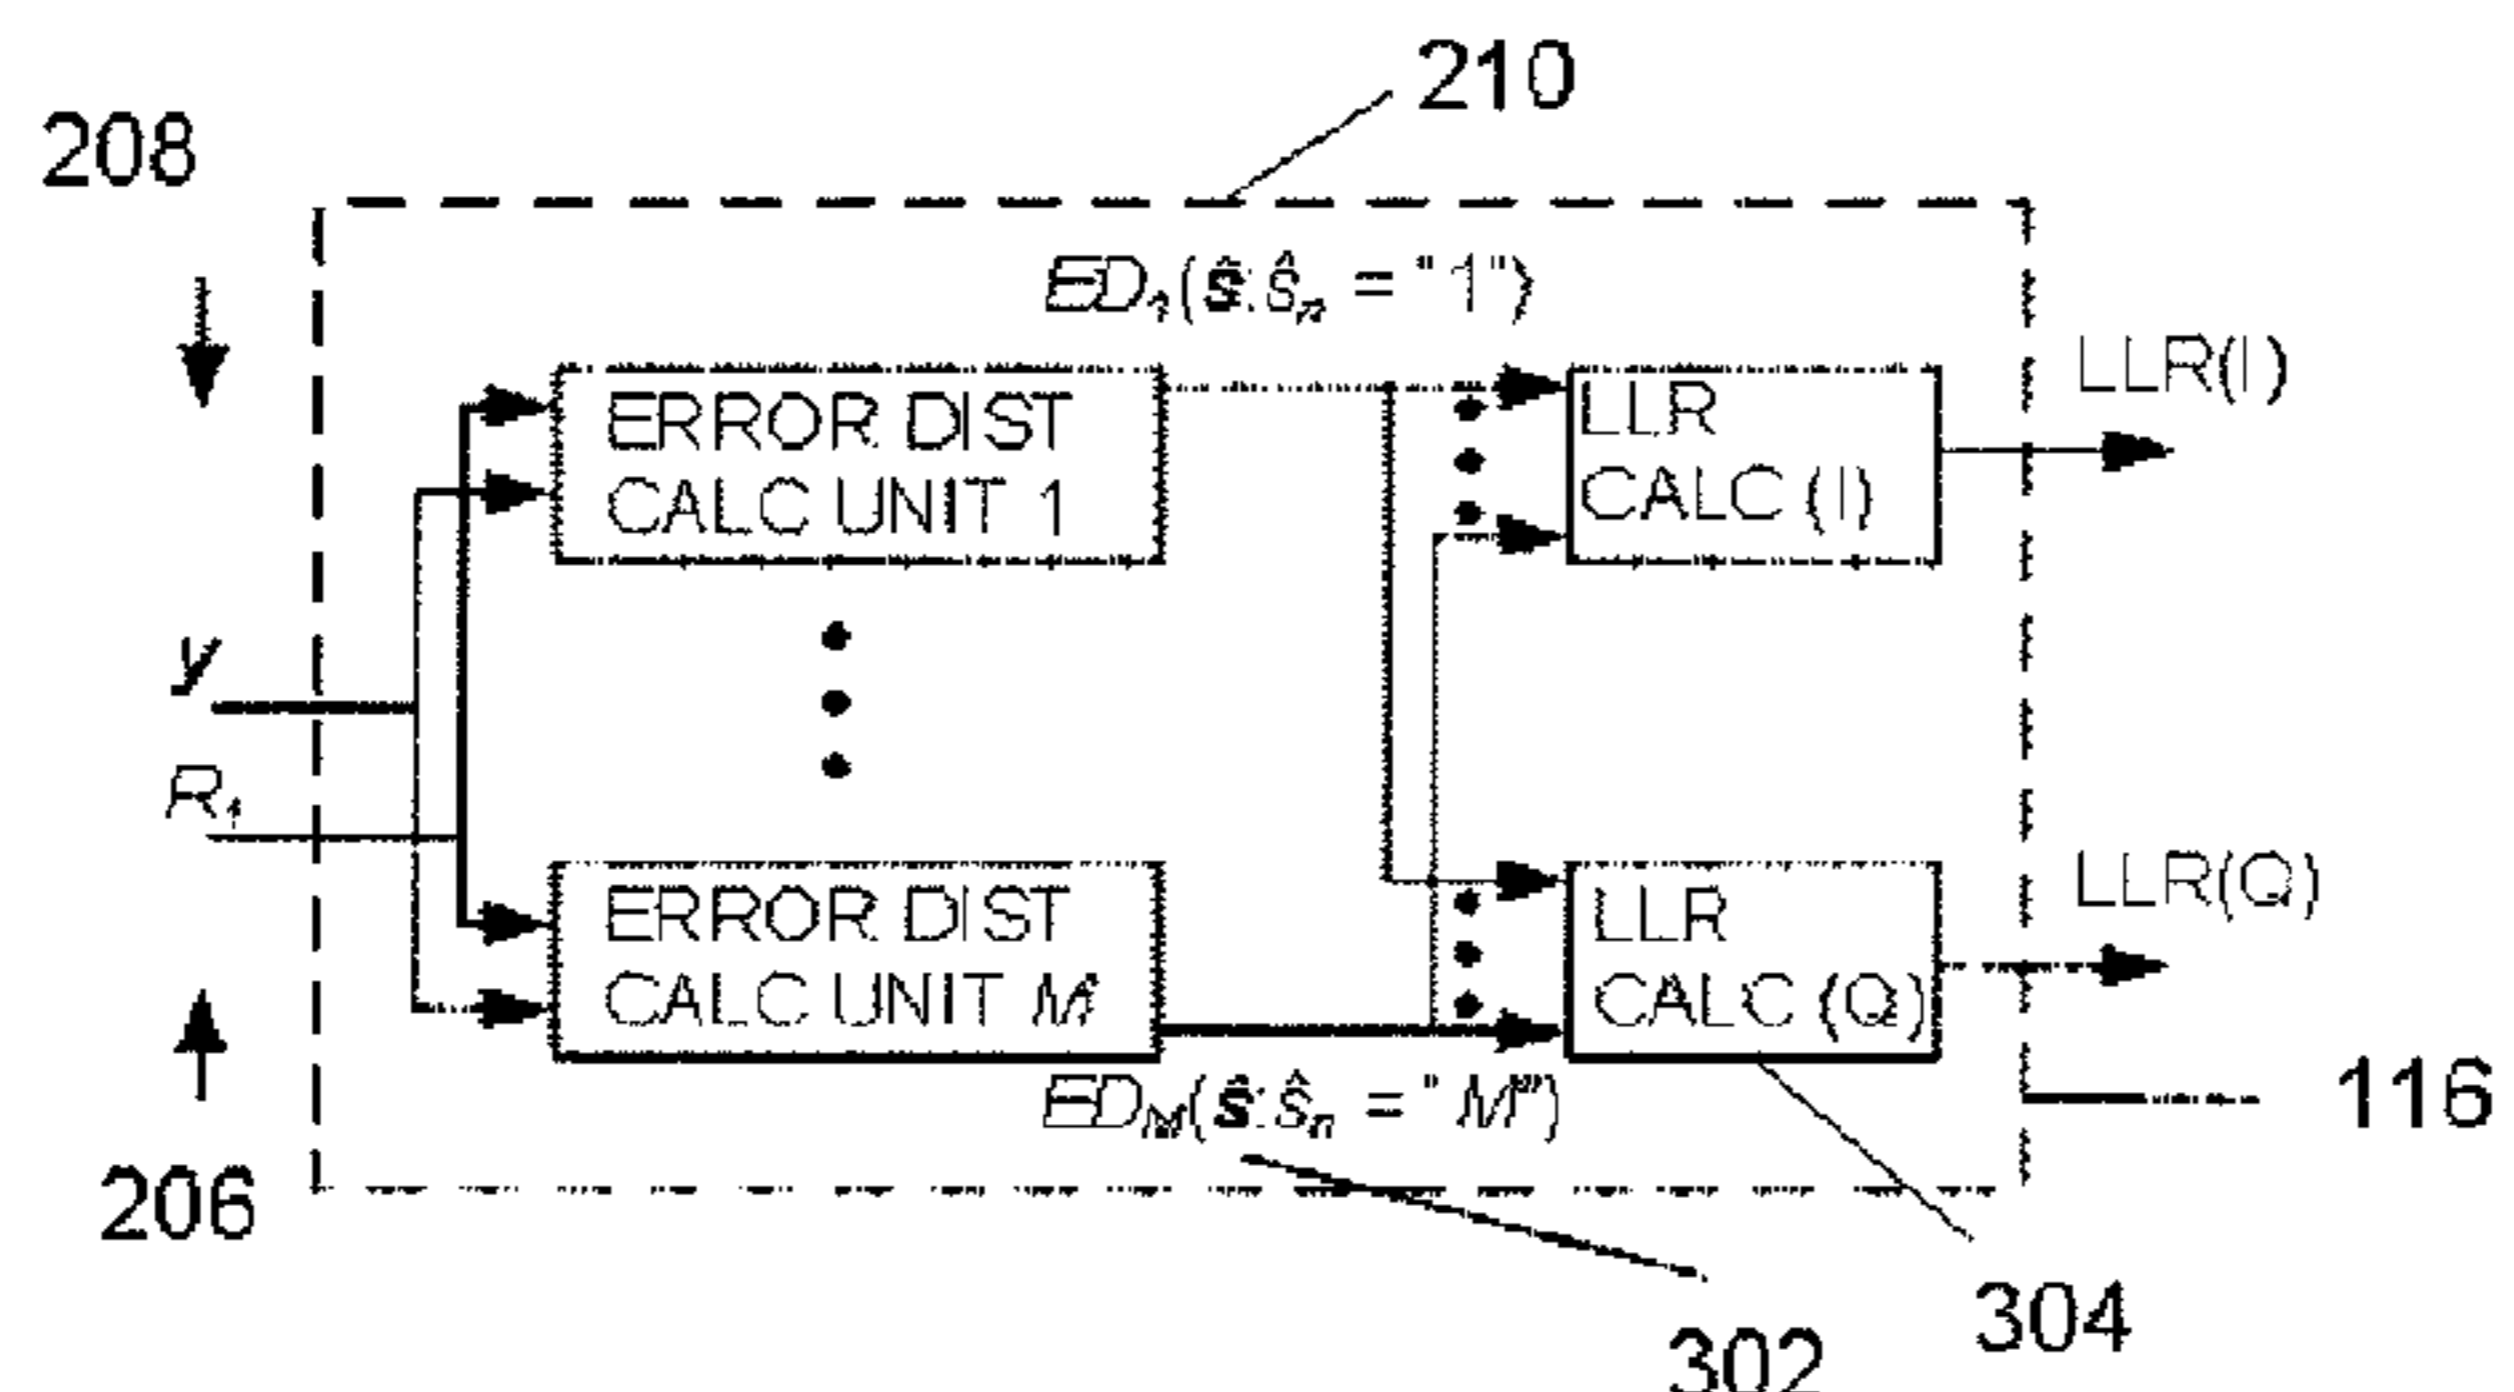 210
208
ED₁(ŝ:ŝₙ = "1")
LLR(I)
ERROR DIST
CALC UNIT 1
LLR
CALC (I)
y
R₁
LLR(Q)
ERROR DIST
CALC UNIT M
LLR
CALC (Q)
ED_M(ŝ:ŝₙ = "M")
116
206
304
302